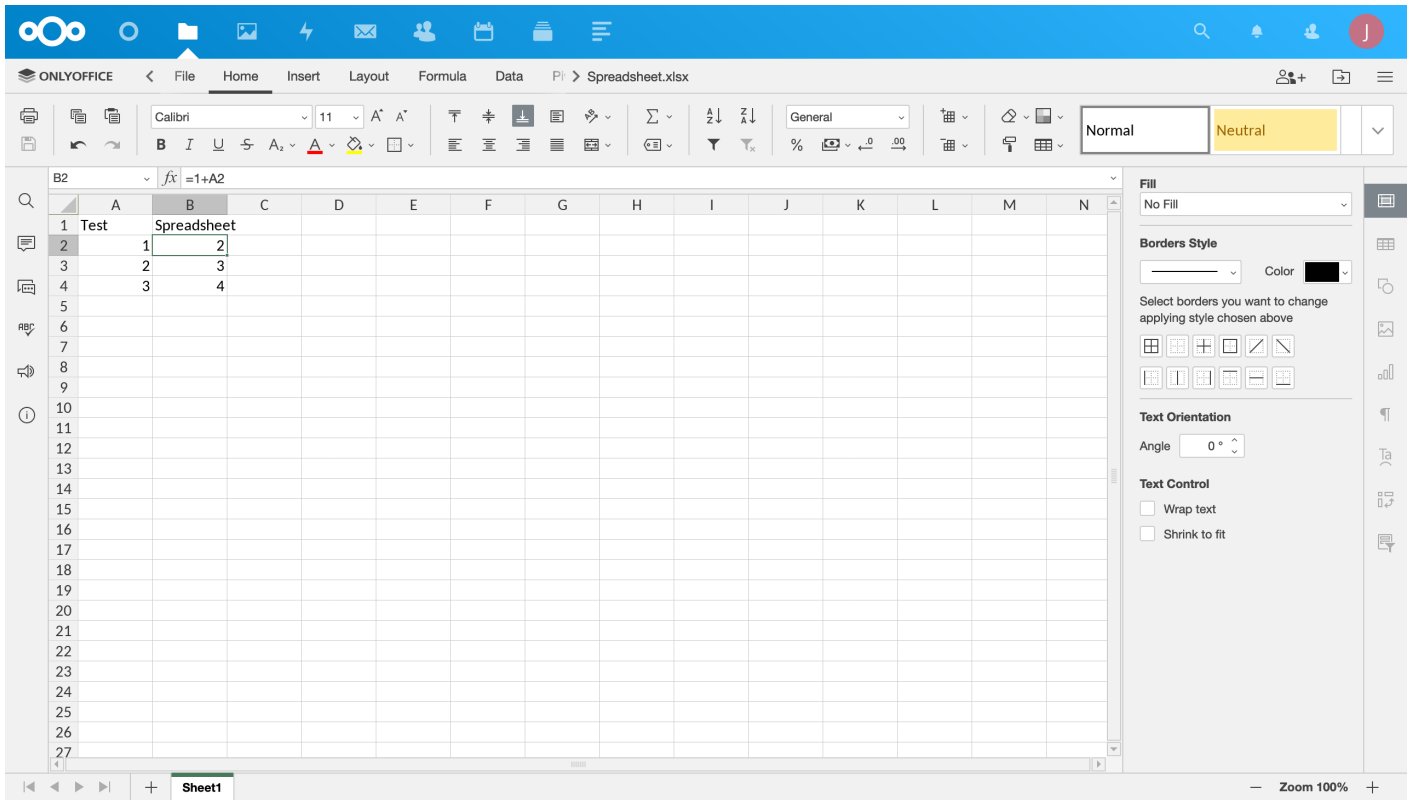 J
ONLYOFFICE File Home Insert Layout Formula Data Spreadsheet.xlsx
Calibri 11 General
Normal Neutral
B2 fx =1+A2
Fill
No Fill
A B C D E F G H I J K L M N
1 Test Spreadsheet
2 1 2
3 2 3
4 3 4
5
6
7
8
9
10
11
12
13
14
15
16
17
18
19
20
21
22
23
24
25
26
27
Borders Style
Color
Select borders you want to change
applying style chosen above
Text Orientation
Angle 0 °
Text Control
Wrap text
Shrink to fit
Sheet1 Zoom 100%